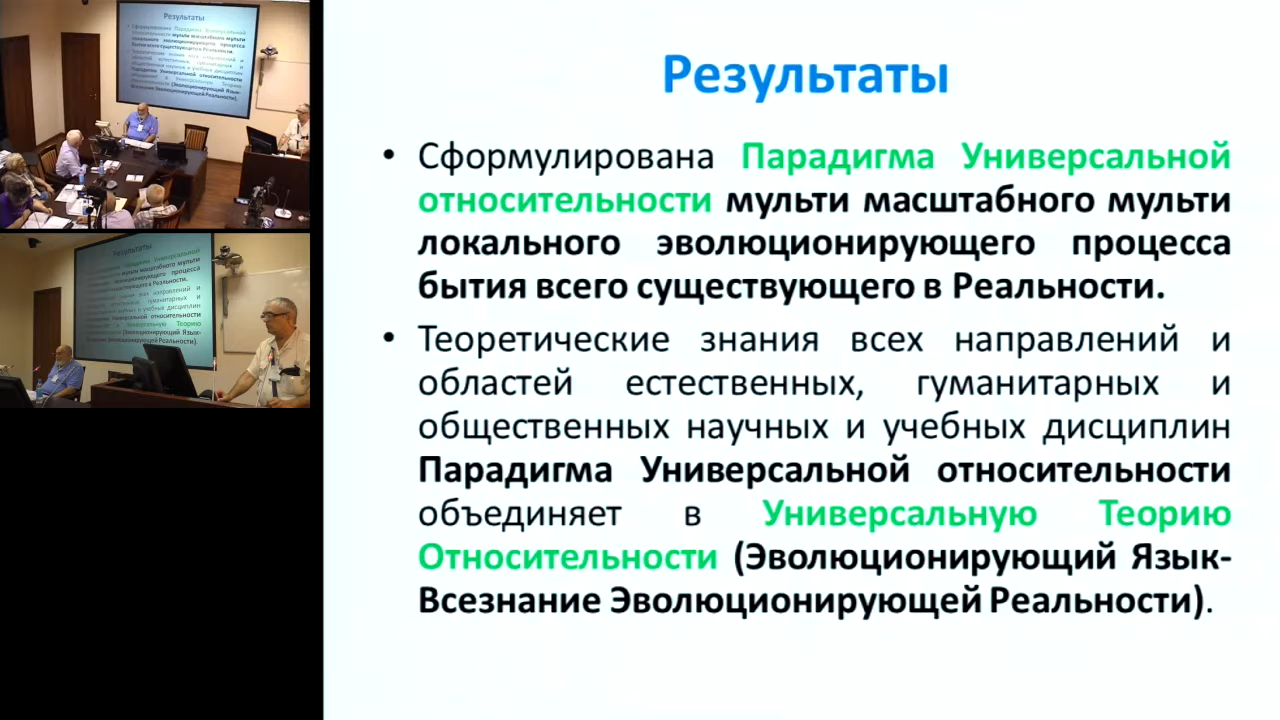 Результаты
• Сформулирована Парадигма Универсальной
относительности мульти масштабного мульти
локального эволюционирующего процесса
бытия всего существующего в Реальности.
• Теоретические знания всех направлений и
областей естественных, гуманитарных и
общественных научных и учебных дисциплин
Парадигма Универсальной относительности
объединяет в Универсальную Теорию
Относительности (Эволюционирующий Язык-
Всезнание Эволюционирующей Реальности).